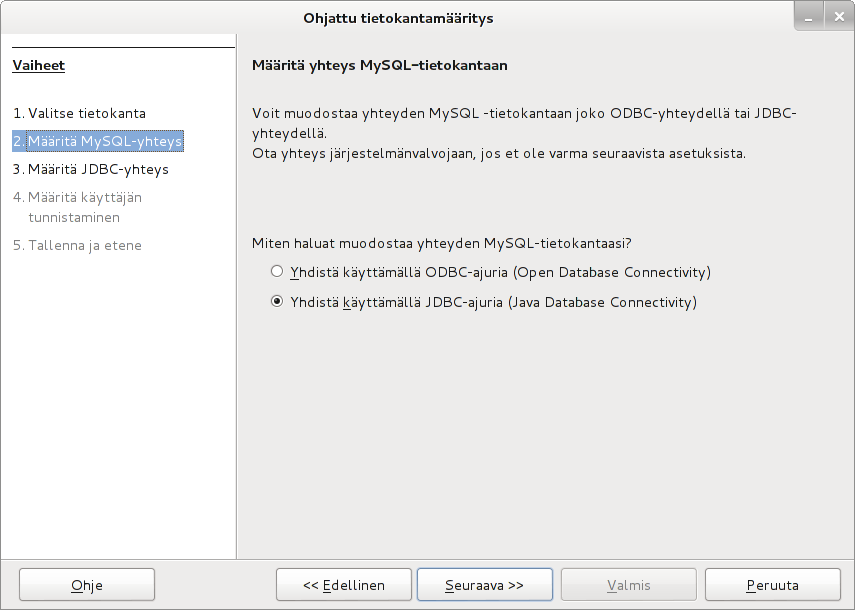 Ohjattu tietokantamääritys
Vaiheet
1. Valitse tietokanta
2. Määritä MySQL-yhteys
3. Määritä JDBC-yhteys
4. Määritä käyttäjän
tunnistaminen
5. Tallenna ja etene
Määritä yhteys MySQL-tietokantaan
Voit muodostaa yhteyden MySQL -tietokantaan joko ODBC-yhteydellä tai JDBC-
yhteydellä.
Ota yhteys järjestelmänvalvojaan, jos et ole varma seuraavista asetuksista.
Miten haluat muodostaa yhteyden MySQL-tietokantaasi?
Yhdistä käyttämällä ODBC-ajuria (Open Database Connectivity)
Yhdistä käyttämällä JDBC-ajuria (Java Database Connectivity)
Ohje
<< Edellinen
Seuraava >>
Valmis
Peruuta